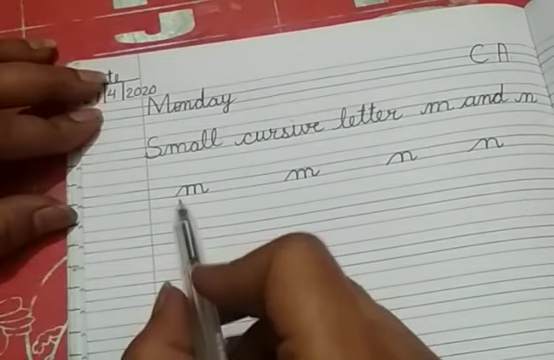 CA
/4/2020
Monday
Small cursive letter m and n
m m n n